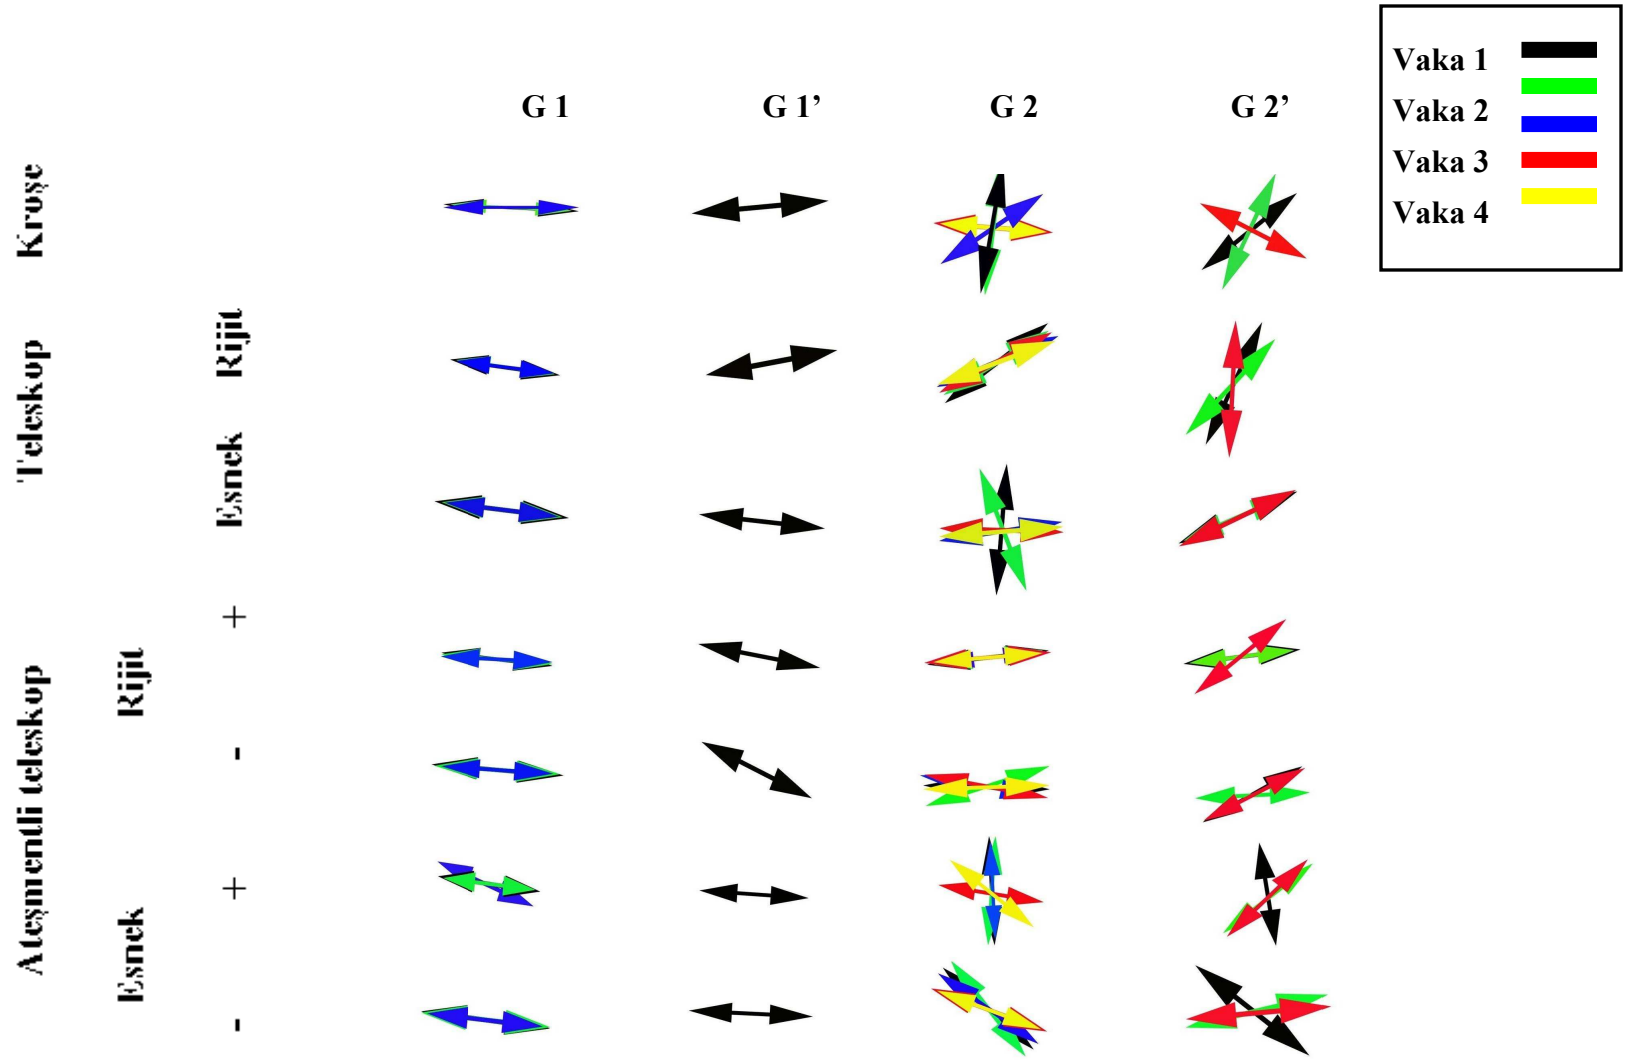 Vaka 1
Vaka 2
Vaka 3
Vaka 4
G 1 G 1’ G 2 G 2’
Kroşe
Teleskop
Rijit
Esnek
Ataşmentli teleskop
Rijit
+
-
Esnek
+
-